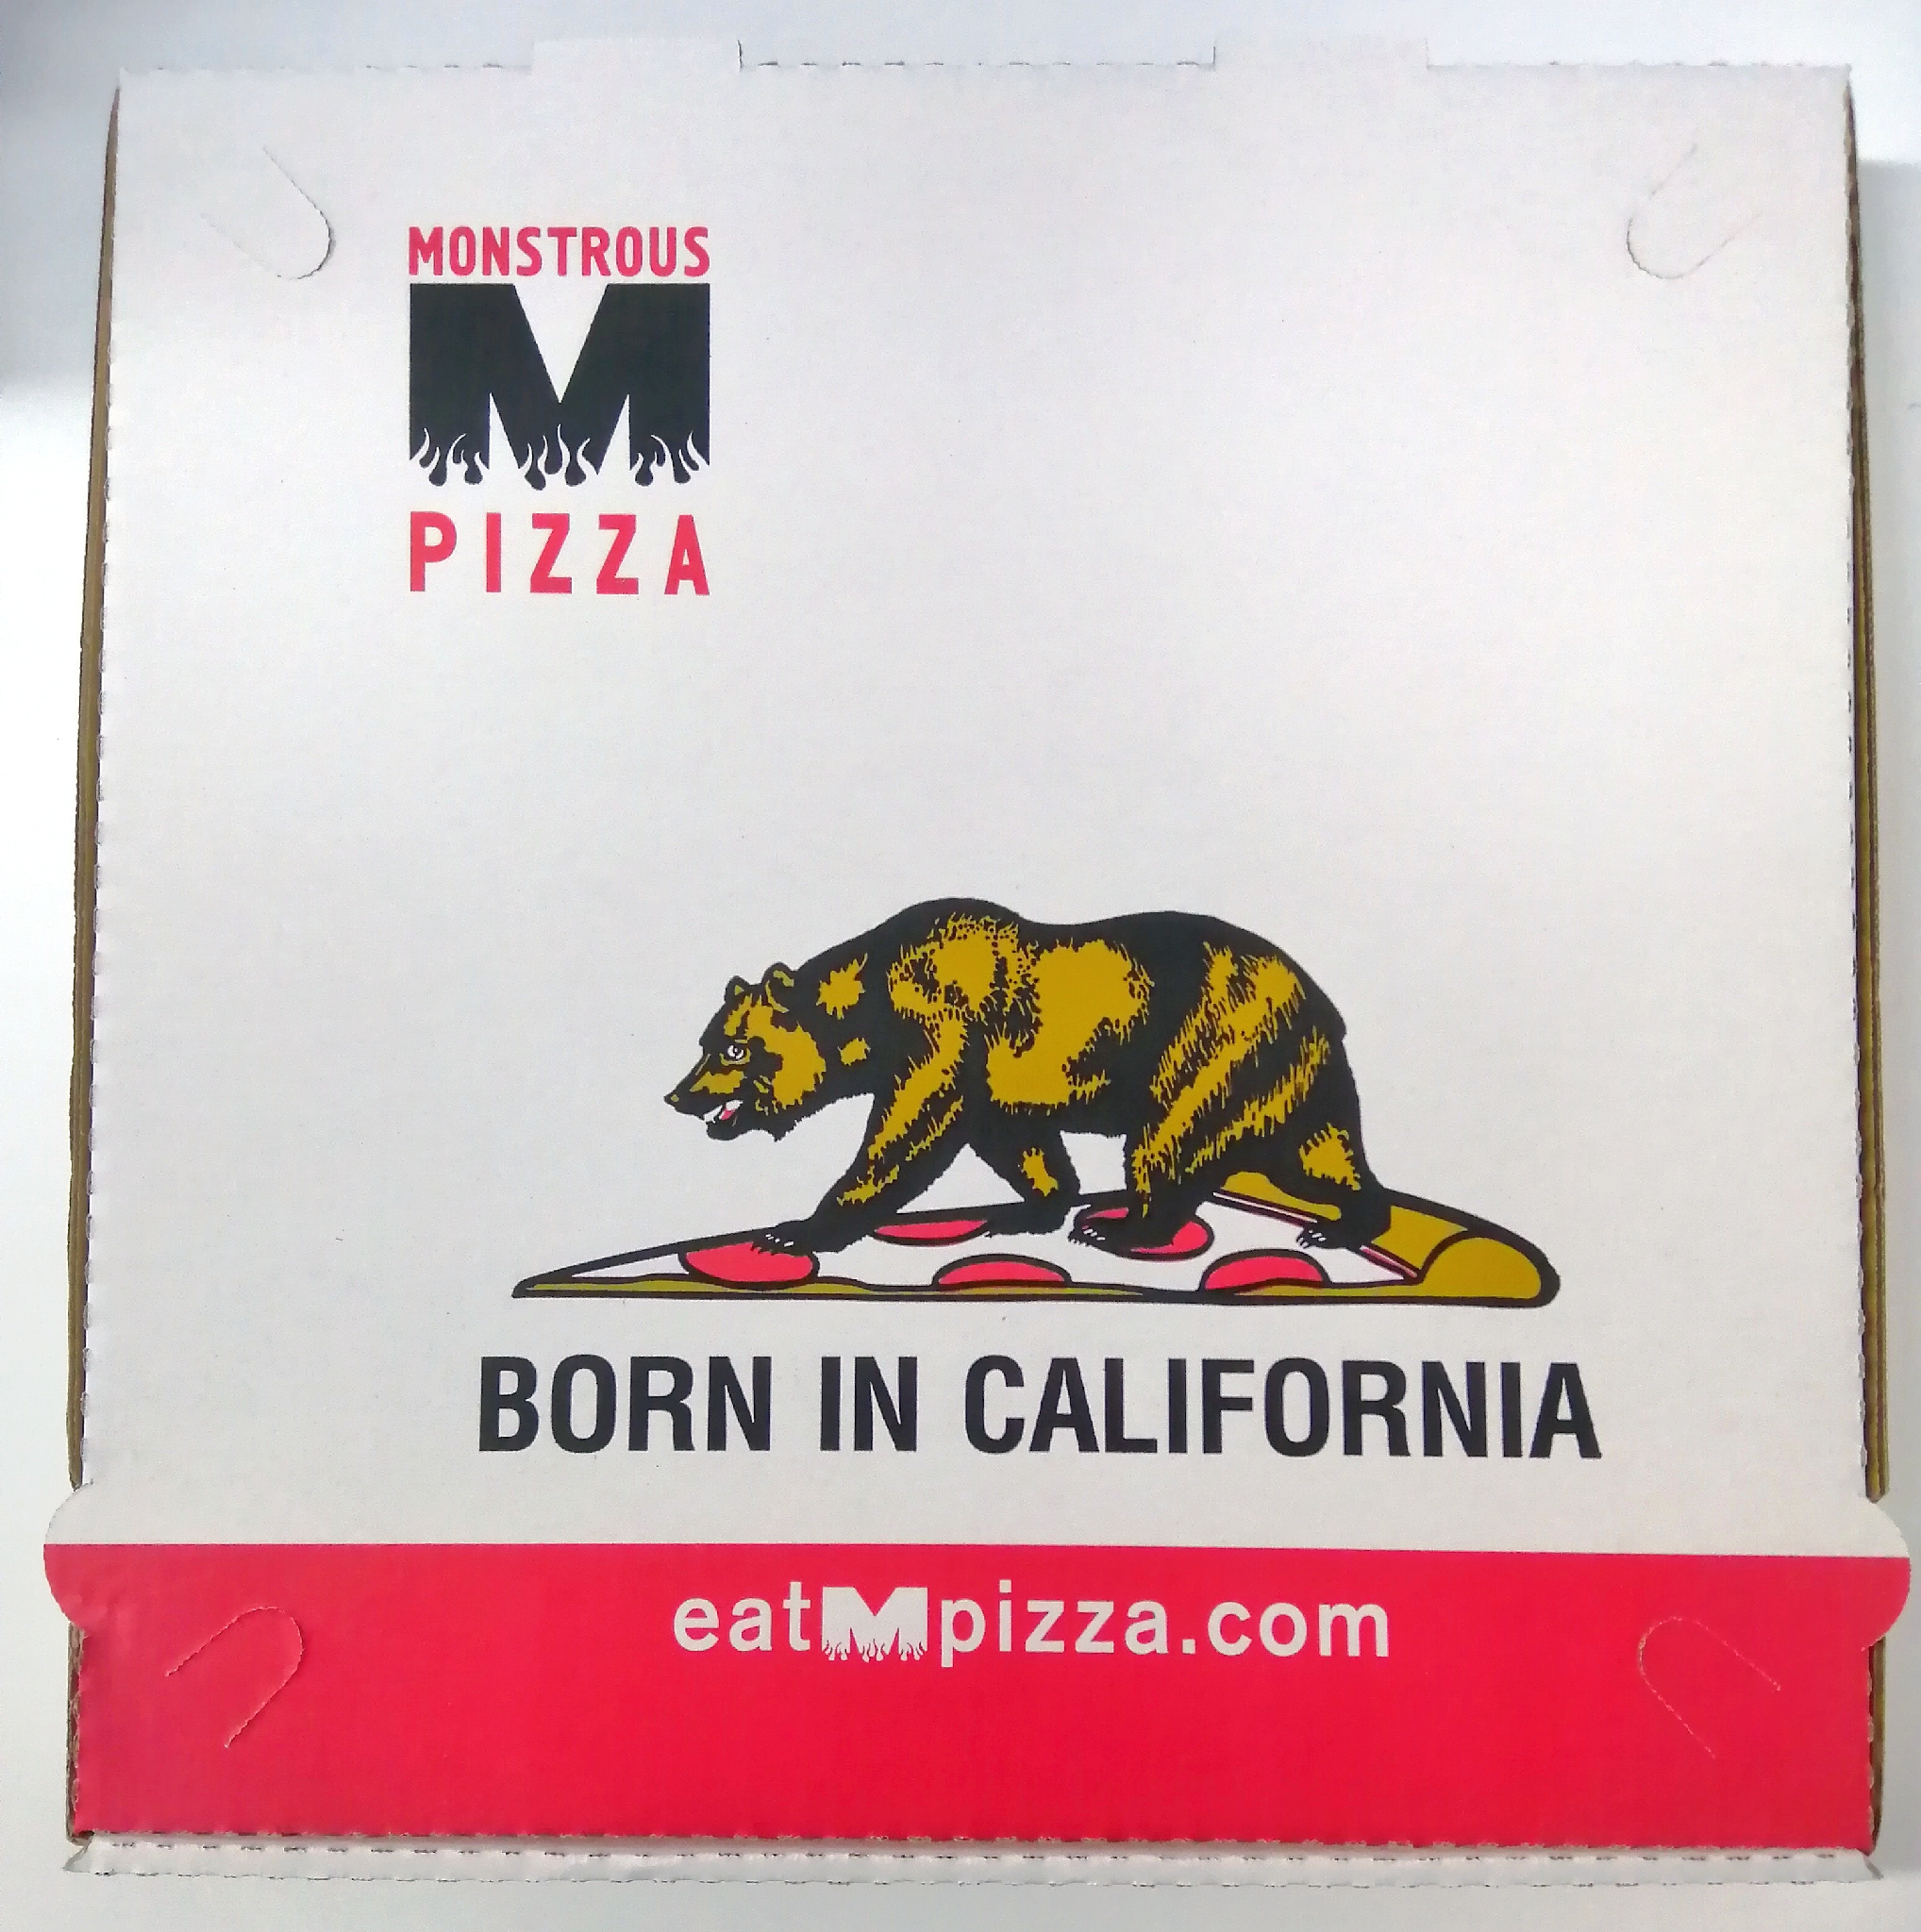 MONSTROUS
M
PIZZA
BORN IN CALIFORNIA
eatMpizza.com